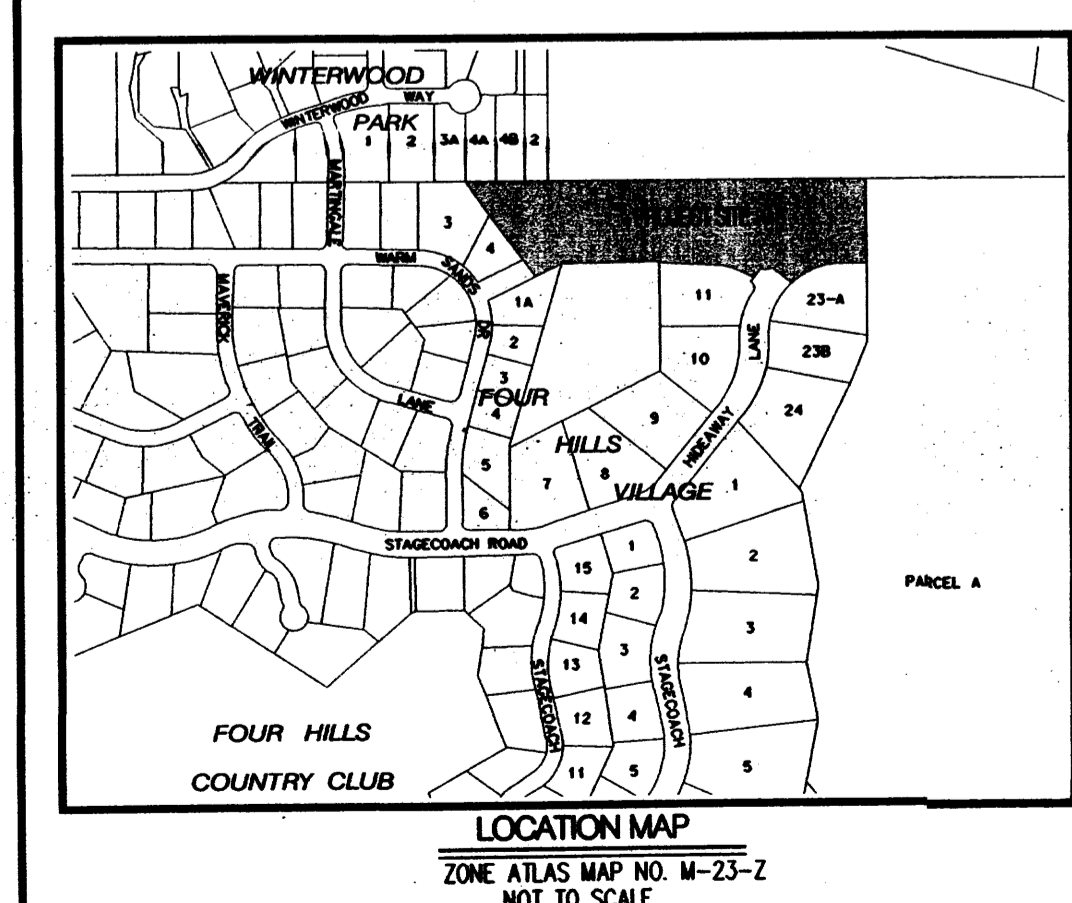 WINTERWOOD
PARK
WINTERWOOD WAY
1
2
3A
4A
4B
2
MARTINGALE
3
4
WARM SANDS DR
PROJECT SITE
1A
2
3
4
5
6
MAVERICK
TRAIL
LANE
FOUR
HILLS
VILLAGE
11
10
9
8
7
HIDEAWAY LANE
23-A
23B
24
1
2
3
4
5
PARCEL A
STAGECOACH ROAD
15
14
13
12
11
1
2
3
4
5
STAGECOACH
STAGECOACH
FOUR HILLS
COUNTRY CLUB
LOCATION MAP
ZONE ATLAS MAP NO. M-23-Z
NOT TO SCALE